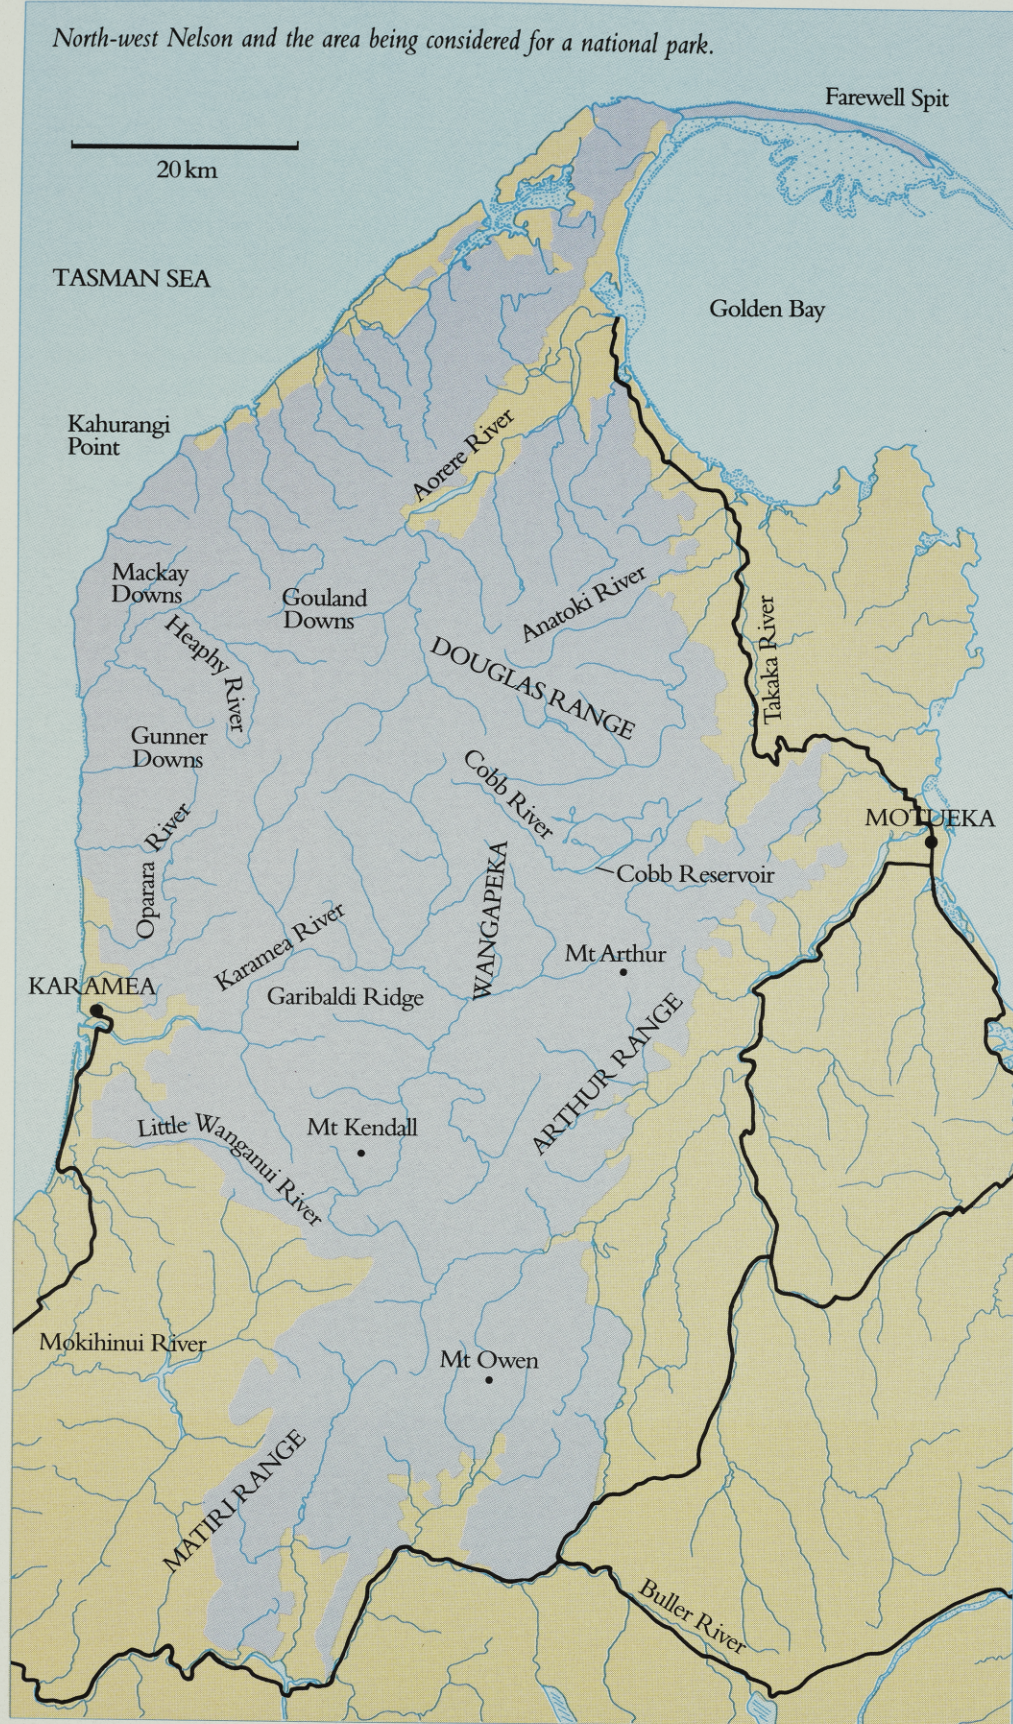 North-west Nelson and the area being considered for a national park.
Farewell Spit
20 km
TASMAN SEA
Golden Bay
Kahurangi
Point
Aorere River
Mackay
Downs
Gouland
Downs
Anatoki River
Heaphy River
DOUGLAS RANGE
Takaka River
Gunner
Downs
Cobb River
Oparara River
MOTUEKA
Cobb Reservoir
WANGAPEKA
Karamea River
Mt Arthur
KARAMEA
Garibaldi Ridge
ARTHUR RANGE
Little Wanganui River
Mt Kendall
Mokihinui River
Mt Owen
MATIRI RANGE
Buller River